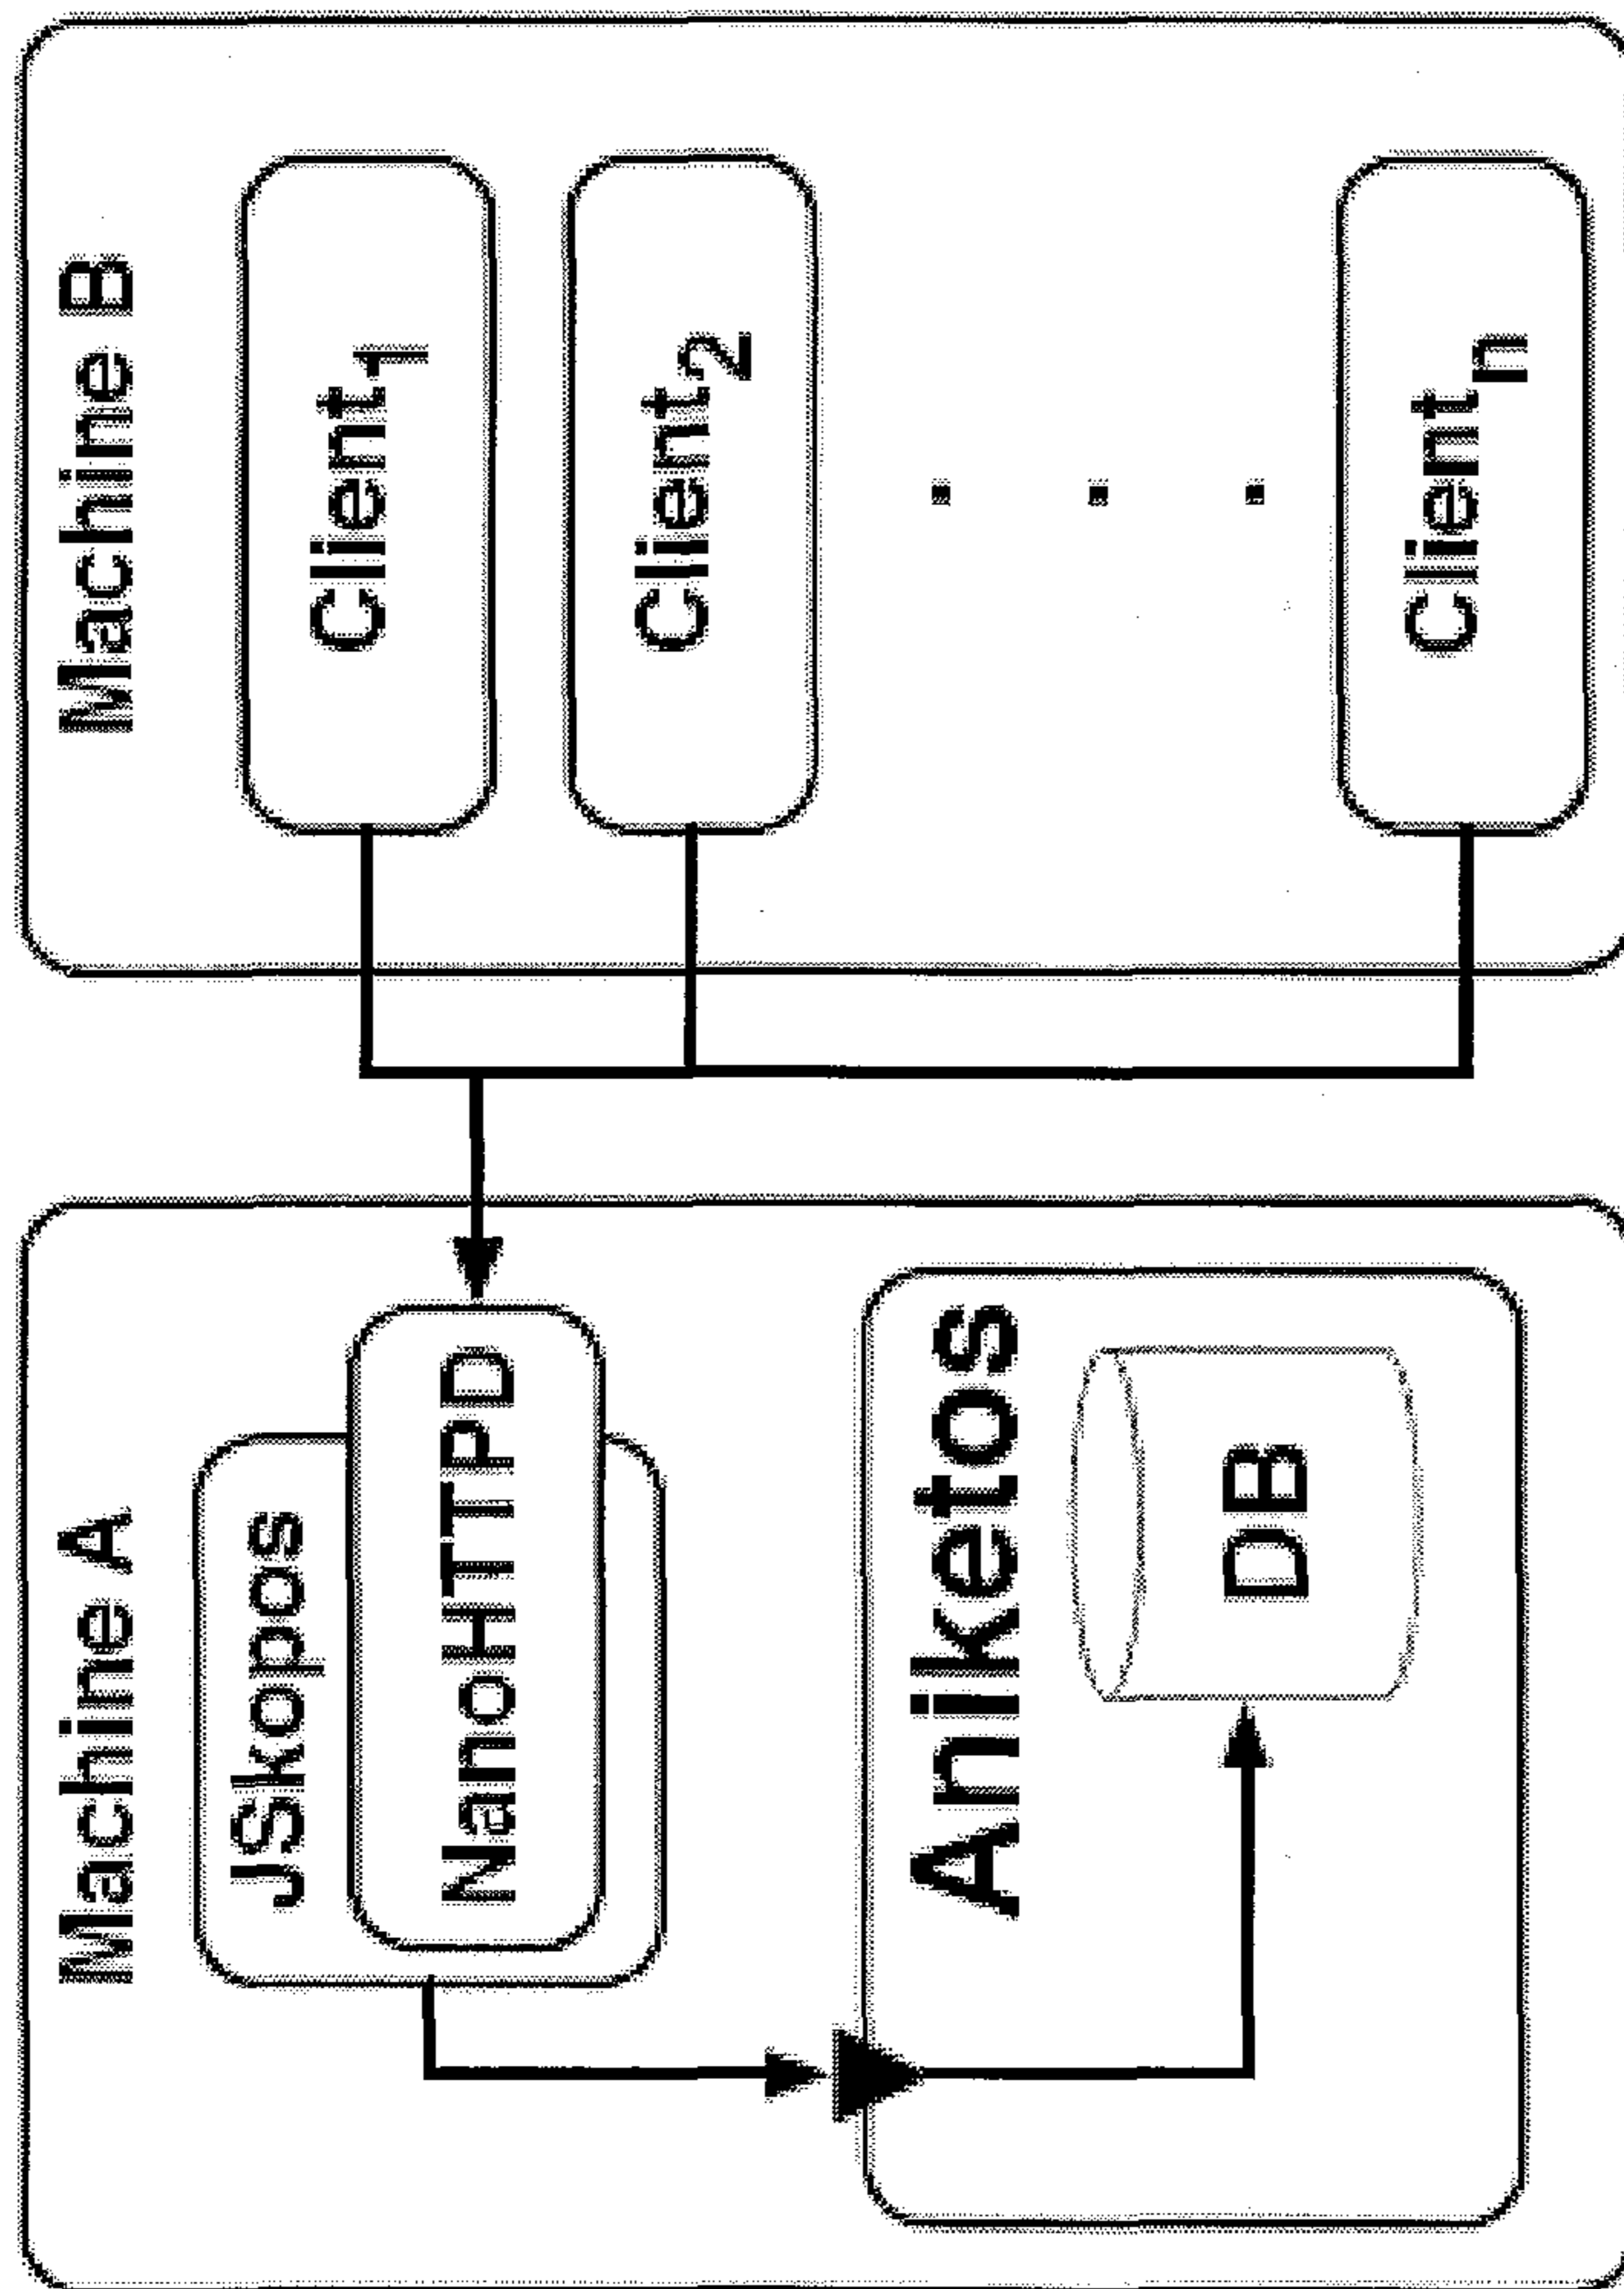 Machine A
JSkopos
NanoHTTPD
Aniketos
DB
Machine B
Client1
Client2
. . .
Clientn